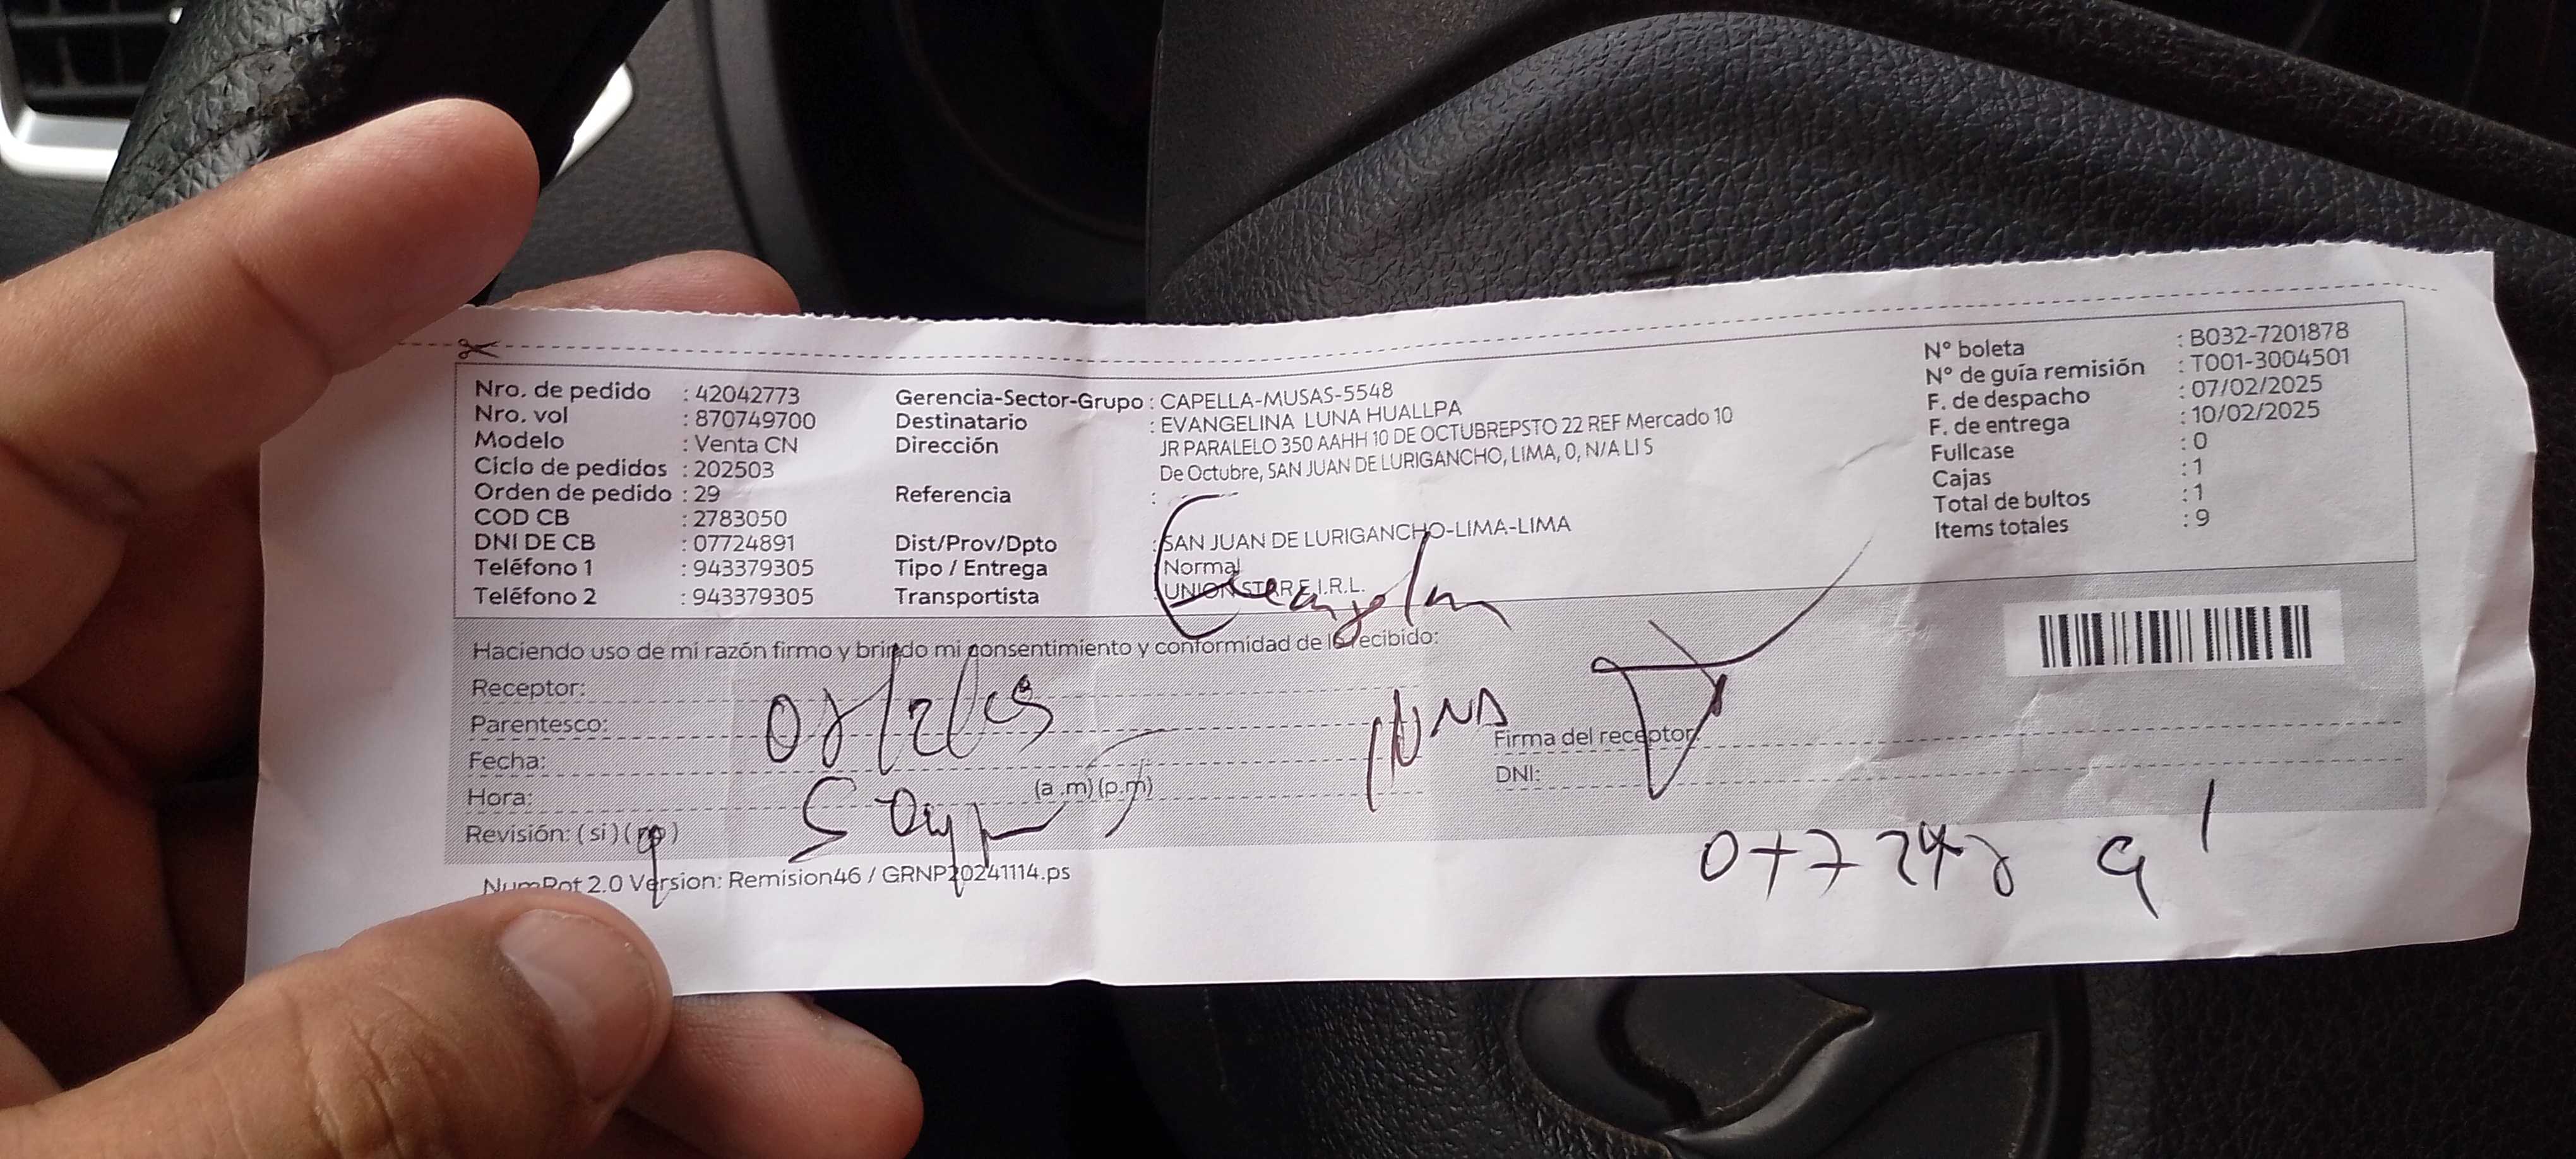 Nro. de pedido : 42042773
Nro. vol : 870749700
Modelo : Venta CN
Ciclo de pedidos : 202503
Orden de pedido : 29
COD CB : 2783050
DNI DE CB : 07724891
Teléfono 1 : 943379305
Teléfono 2 : 943379305
Gerencia-Sector-Grupo : CAPELLA-MUSAS-5548
Destinatario : EVANGELINA LUNA HUALLPA
Dirección JR PARALELO 350 AAHH 10 DE OCTUBREPSTO 22 REF Mercado 10
De Octubre, SAN JUAN DE LURIGANCHO, LIMA, 0, N/A LI S
Referencia :
Dist/Prov/Dpto : SAN JUAN DE LURIGANCHO-LIMA-LIMA
Tipo / Entrega Normal
Transportista UNION STAR E.I.R.L.
N° boleta : B032-7201878
N° de guía remisión : T001-3004501
F. de despacho : 07/02/2025
F. de entrega : 10/02/2025
Fullcase : 0
Cajas : 1
Total de bultos : 1
Items totales : 9
Haciendo uso de mi razón firmo y brindo mi consentimiento y conformidad de lo recibido:
Receptor:
Parentesco:
Fecha:
Hora: (a.m) (p.m)
Revisión: (si) (no)
Firma del receptor:
DNI:
07724891
NumRot 2.0 Version: Remision46 / GRNP20241114.ps